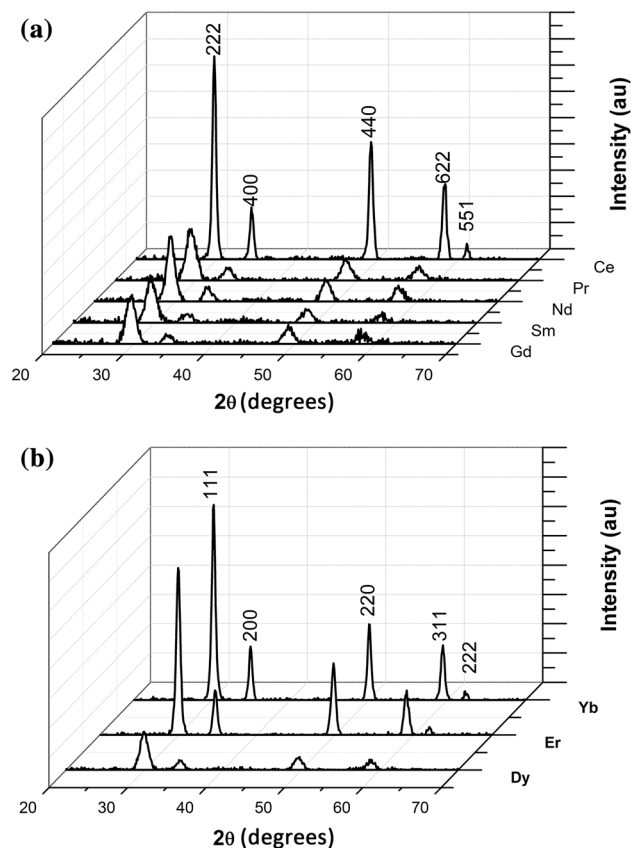 (a)
222
400
440
622
551
Intensity (au)
Ce
Pr
Nd
Sm
Gd
20 30 40 50 60 70
2θ (degrees)
(b)
111
200
220
311
222
Intensity (au)
Yb
Er
Dy
20 30 40 50 60 70
2θ (degrees)